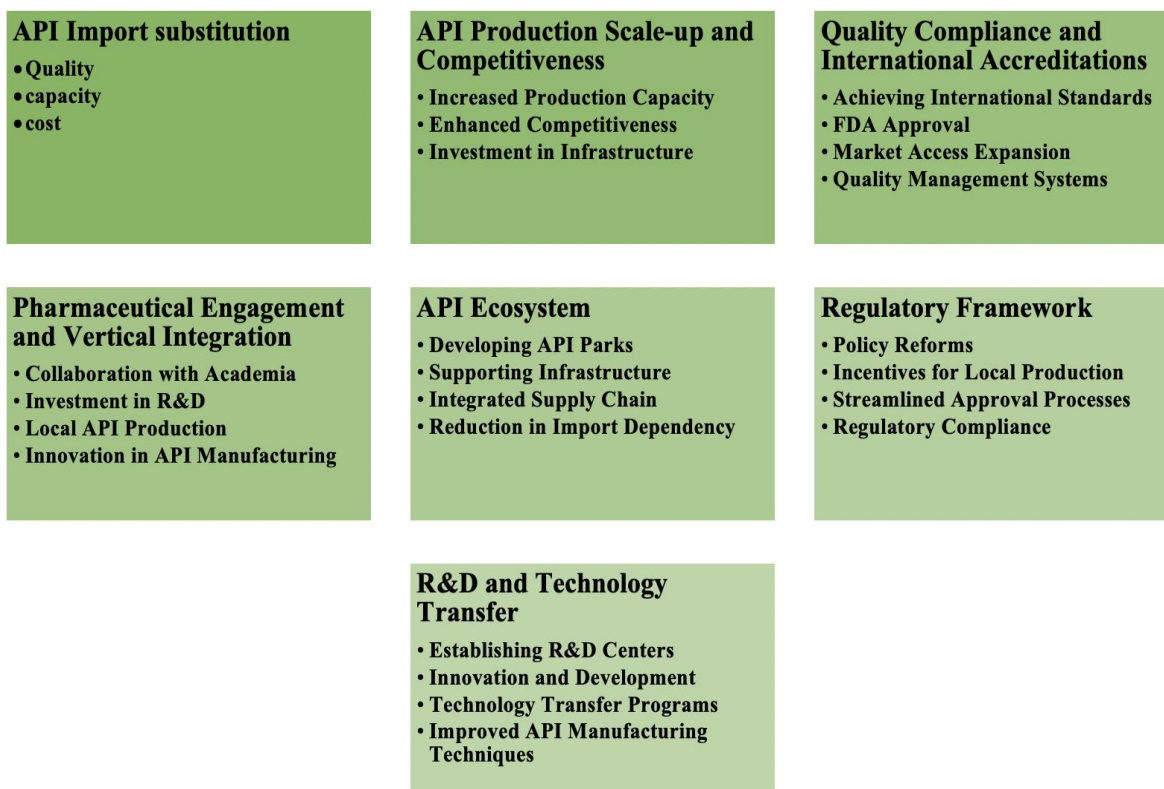 API Import substitution
• Quality
• capacity
• cost
API Production Scale-up and
Competitiveness
• Increased Production Capacity
• Enhanced Competitiveness
• Investment in Infrastructure
Quality Compliance and
International Accreditations
• Achieving International Standards
• FDA Approval
• Market Access Expansion
• Quality Management Systems
Pharmaceutical Engagement
and Vertical Integration
• Collaboration with Academia
• Investment in R&D
• Local API Production
• Innovation in API Manufacturing
API Ecosystem
• Developing API Parks
• Supporting Infrastructure
• Integrated Supply Chain
• Reduction in Import Dependency
Regulatory Framework
• Policy Reforms
• Incentives for Local Production
• Streamlined Approval Processes
• Regulatory Compliance
R&D and Technology
Transfer
• Establishing R&D Centers
• Innovation and Development
• Technology Transfer Programs
• Improved API Manufacturing
Techniques